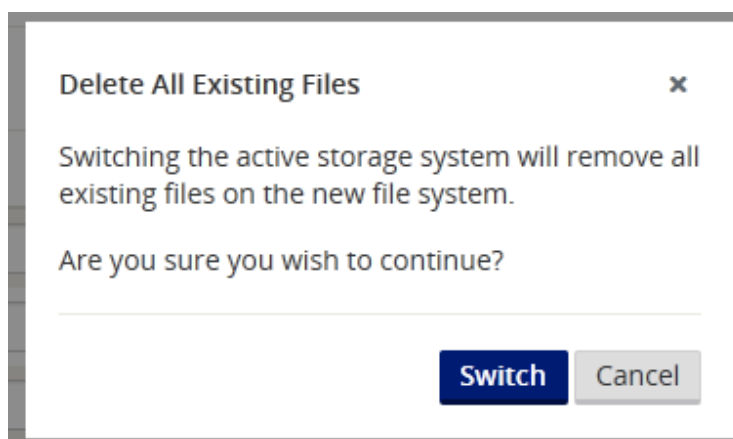 Delete All Existing Files
Switching the active storage system will remove all
existing files on the new file system.
Are you sure you wish to continue?
Switch Cancel